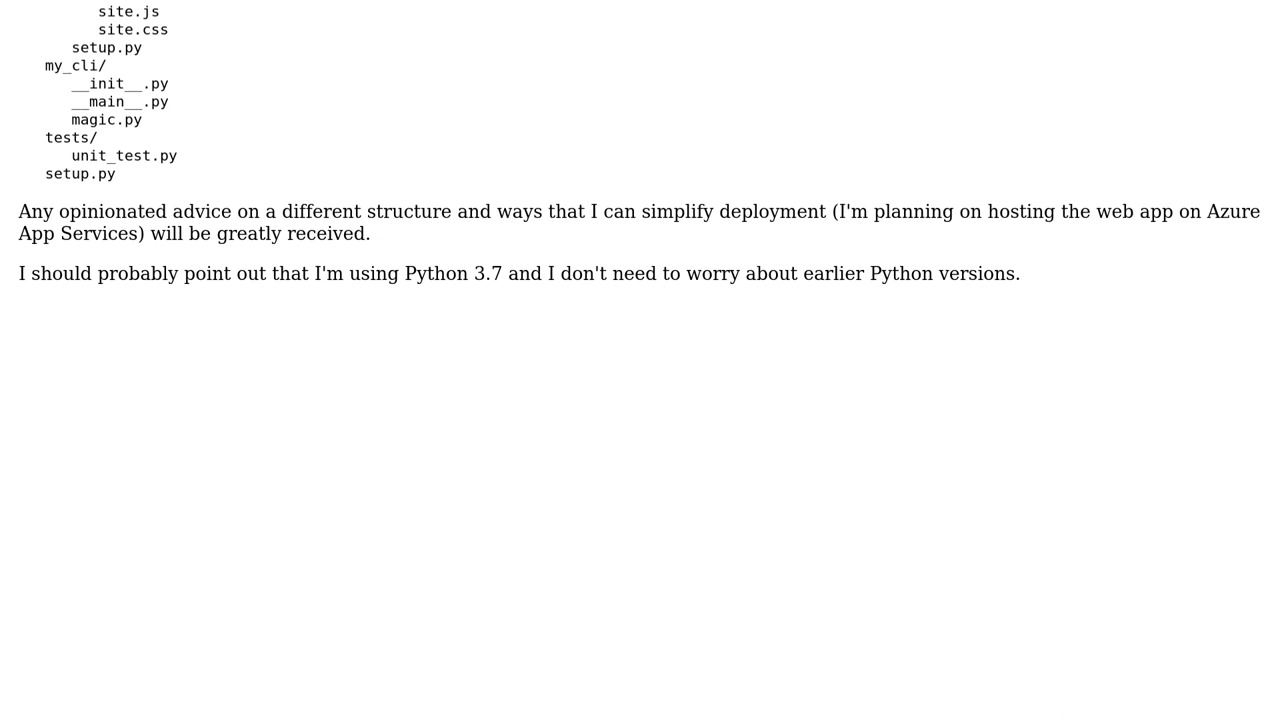 site.js
site.css
setup.py
my_cli/
__init__.py
__main__.py
magic.py
tests/
unit_test.py
setup.py
Any opinionated advice on a different structure and ways that I can simplify deployment (I'm planning on hosting the web app on Azure
App Services) will be greatly received.
I should probably point out that I'm using Python 3.7 and I don't need to worry about earlier Python versions.